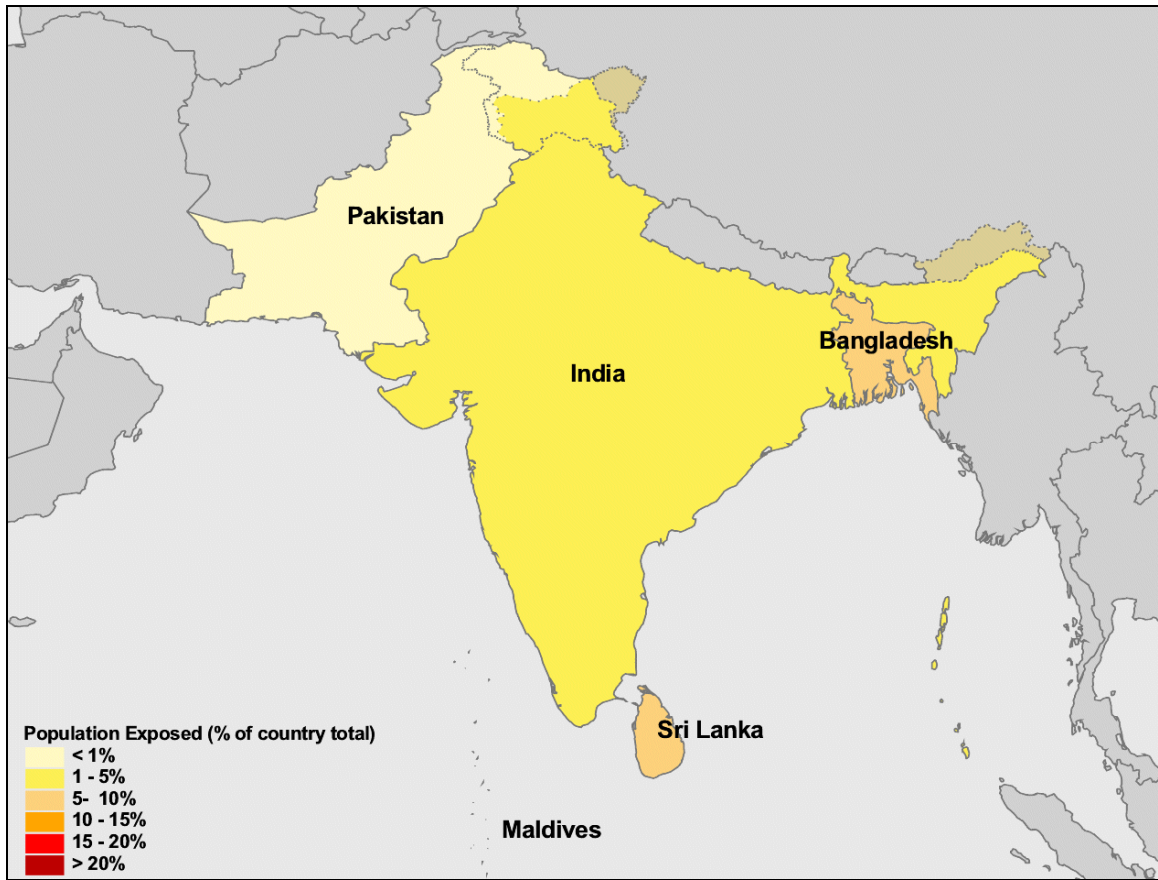 Pakistan
Bangladesh
India
Sri Lanka
Maldives
Population Exposed (% of country total)
< 1%
1 - 5%
5-  10%
10 - 15%
15 - 20%
> 20%